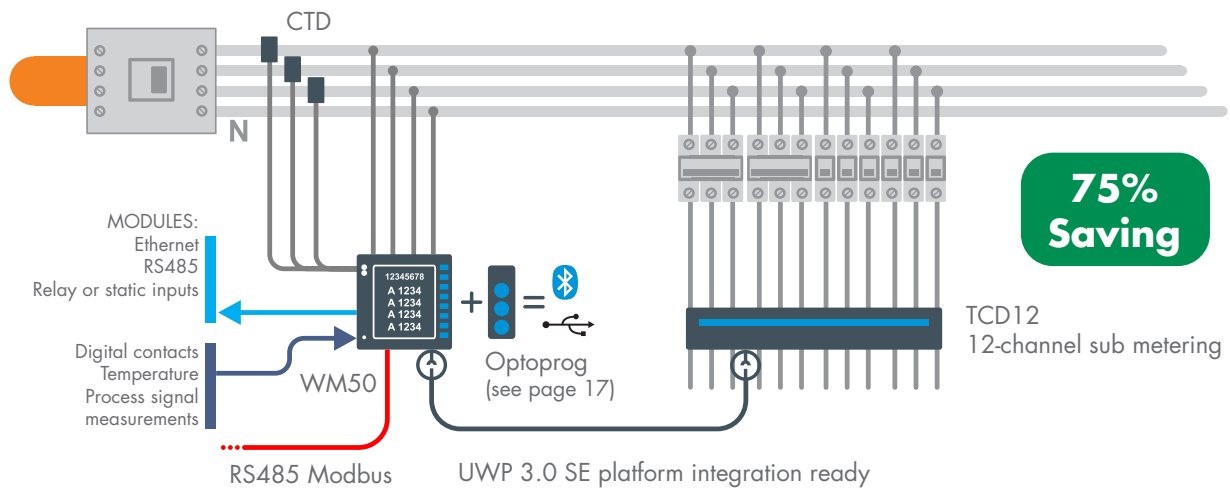 CTD
N
75%
Saving
MODULES:
Ethernet
RS485
Relay or static inputs
12345678
A 1234
A 1234
A 1234
A 1234
+
=
Digital contacts
Temperature
Process signal
measurements
WM50
Optoprog
(see page 17)
TCD12
12-channel sub metering
RS485 Modbus
UWP 3.0 SE platform integration ready